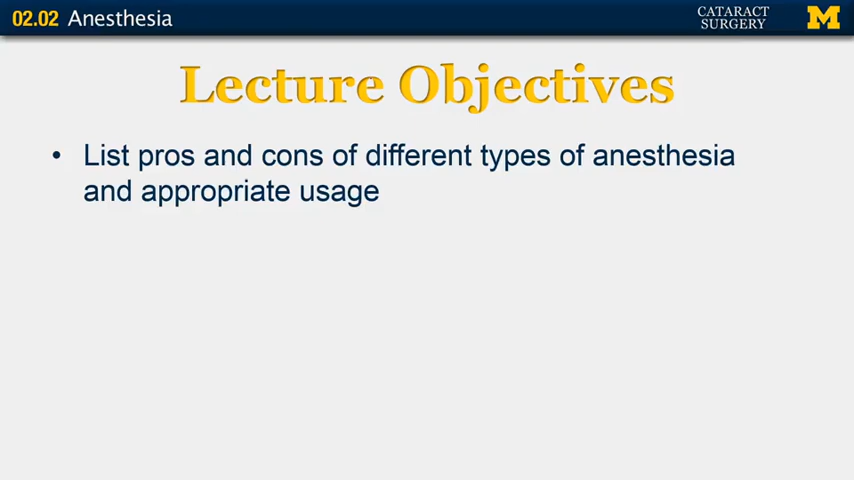 02.02 Anesthesia
CATARACT
SURGERY
M
Lecture Objectives
• List pros and cons of different types of anesthesia
and appropriate usage